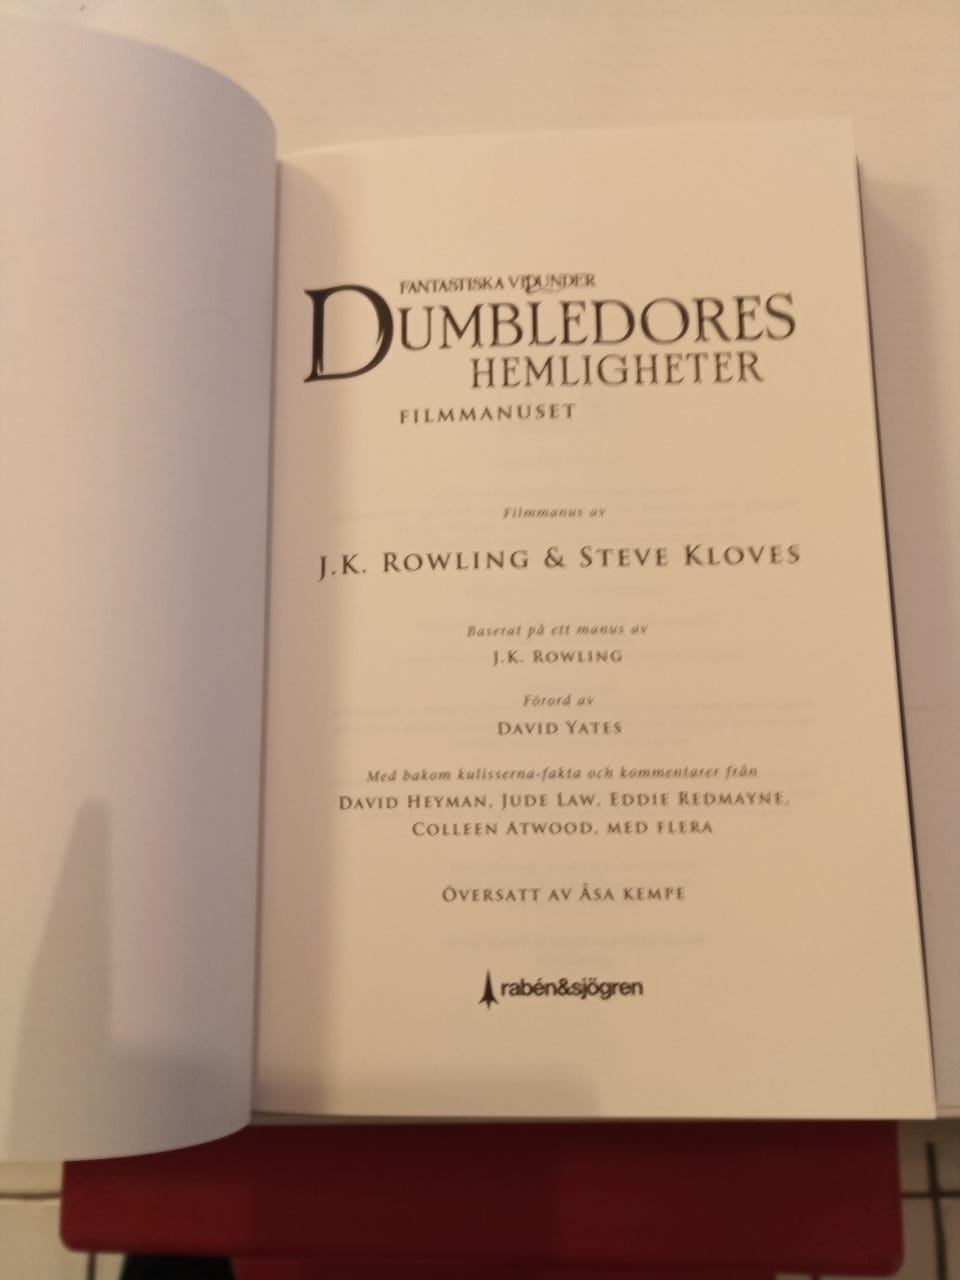 FANTASTISKA VIDUNDER
DUMBLEDORES
HEMLIGHETER
FILMMANUSET
Filmmanus av
J.K. ROWLING & STEVE KLOVES
Baserat på ett manus av
J.K. ROWLING
Förord av
DAVID YATES
Med bakom kulisserna-fakta och kommentarer från
DAVID HEYMAN, JUDE LAW, EDDIE REDMAYNE,
COLLEEN ATWOOD, MED FLERA
ÖVERSATT AV ÅSA KEMPE
rabén&sjögren